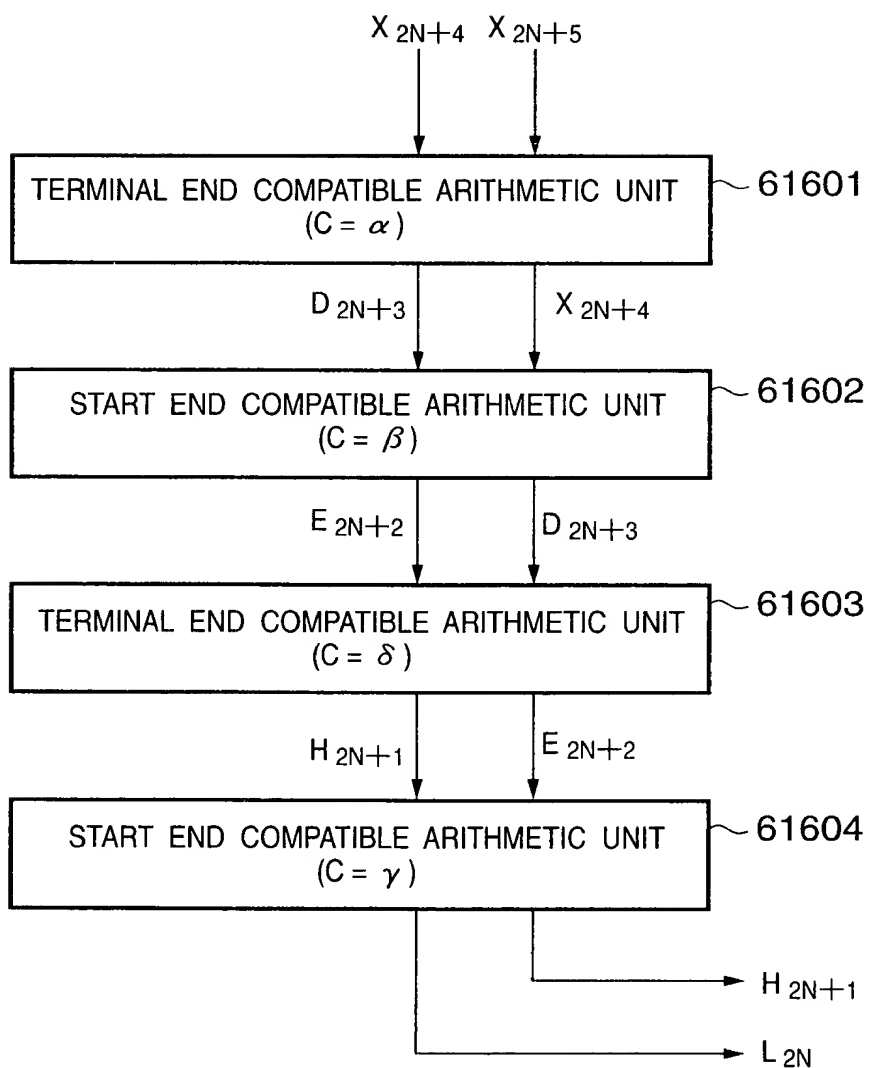 X 2N+4 X 2N+5
TERMINAL END COMPATIBLE ARITHMETIC UNIT
(C = α)
61601
D 2N+3 X 2N+4
START END COMPATIBLE ARITHMETIC UNIT
(C = β)
61602
E 2N+2 D 2N+3
TERMINAL END COMPATIBLE ARITHMETIC UNIT
(C = δ)
61603
H 2N+1 E 2N+2
START END COMPATIBLE ARITHMETIC UNIT
(C = γ)
61604
H 2N+1
L 2N